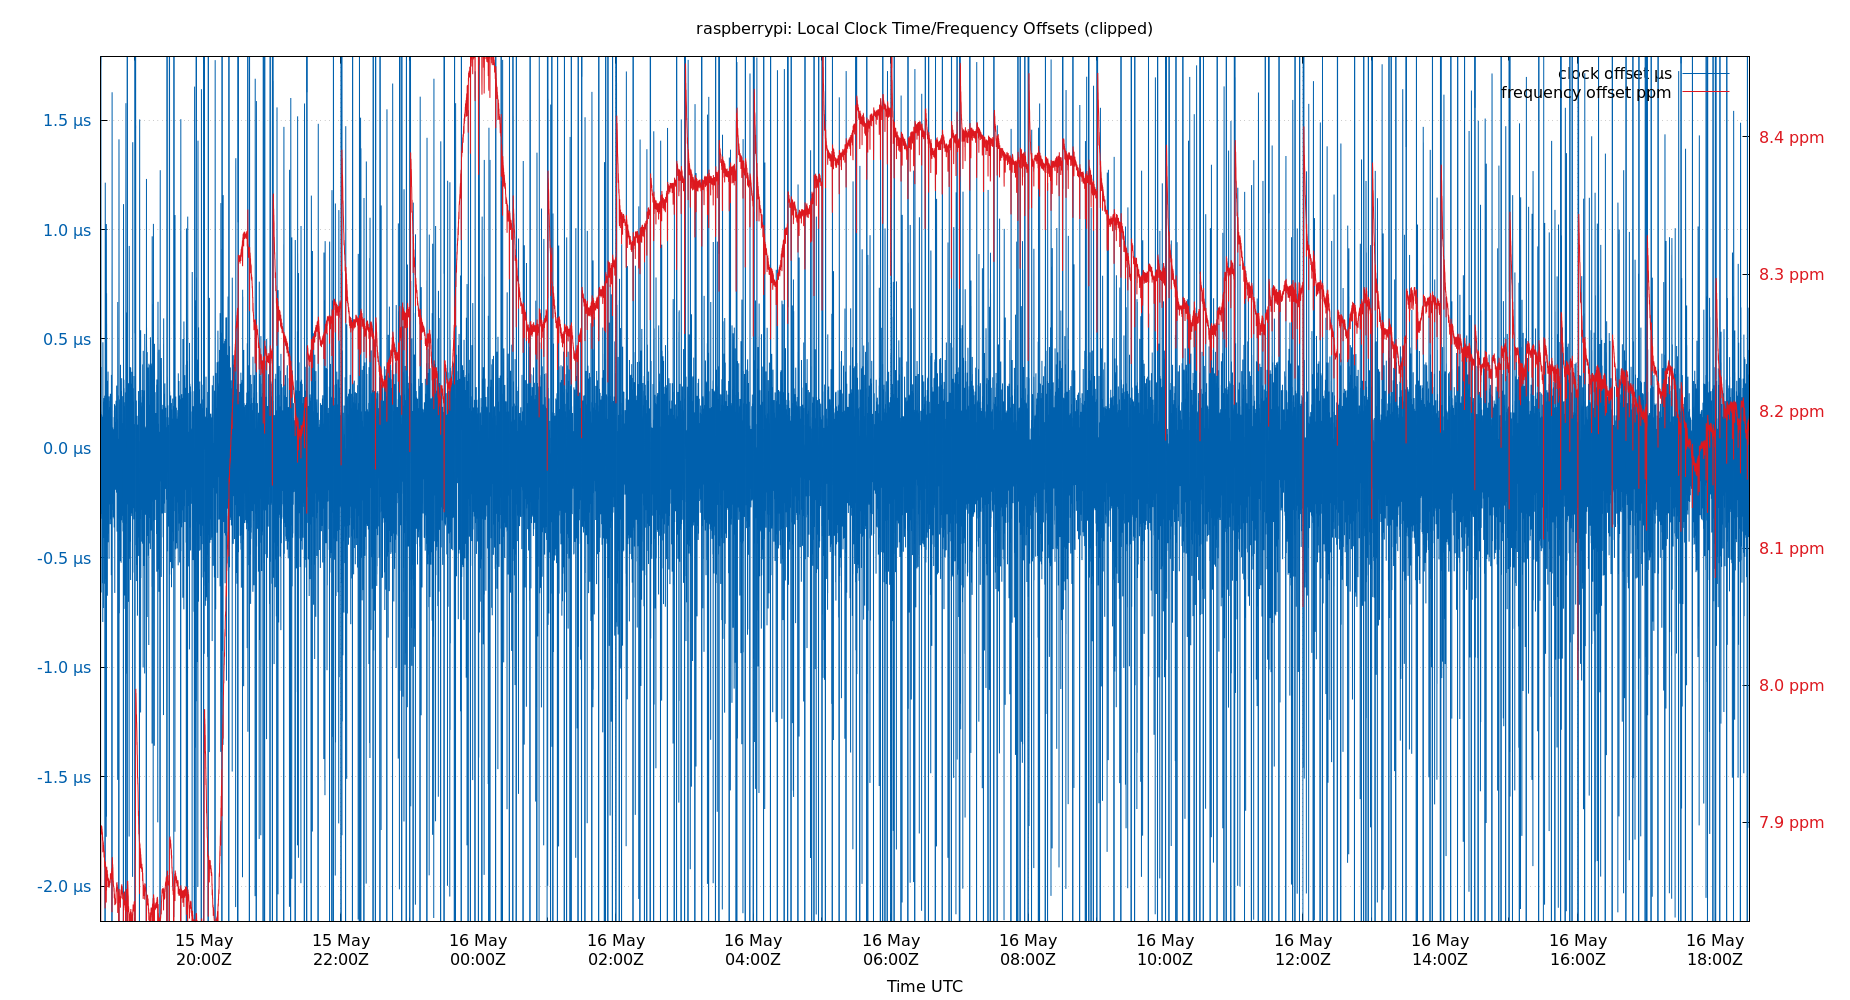 raspberrypi: Local Clock Time/Frequency Offsets (clipped)
clock offset µs
frequency offset ppm
1.5 µs
1.0 µs
0.5 µs
0.0 µs
-0.5 µs
-1.0 µs
-1.5 µs
-2.0 µs
8.4 ppm
8.3 ppm
8.2 ppm
8.1 ppm
8.0 ppm
7.9 ppm
15 May 15 May 16 May 16 May 16 May 16 May 16 May 16 May 16 May 16 May 16 May 16 May
20:00Z 22:00Z 00:00Z 02:00Z 04:00Z 06:00Z 08:00Z 10:00Z 12:00Z 14:00Z 16:00Z 18:00Z
Time UTC